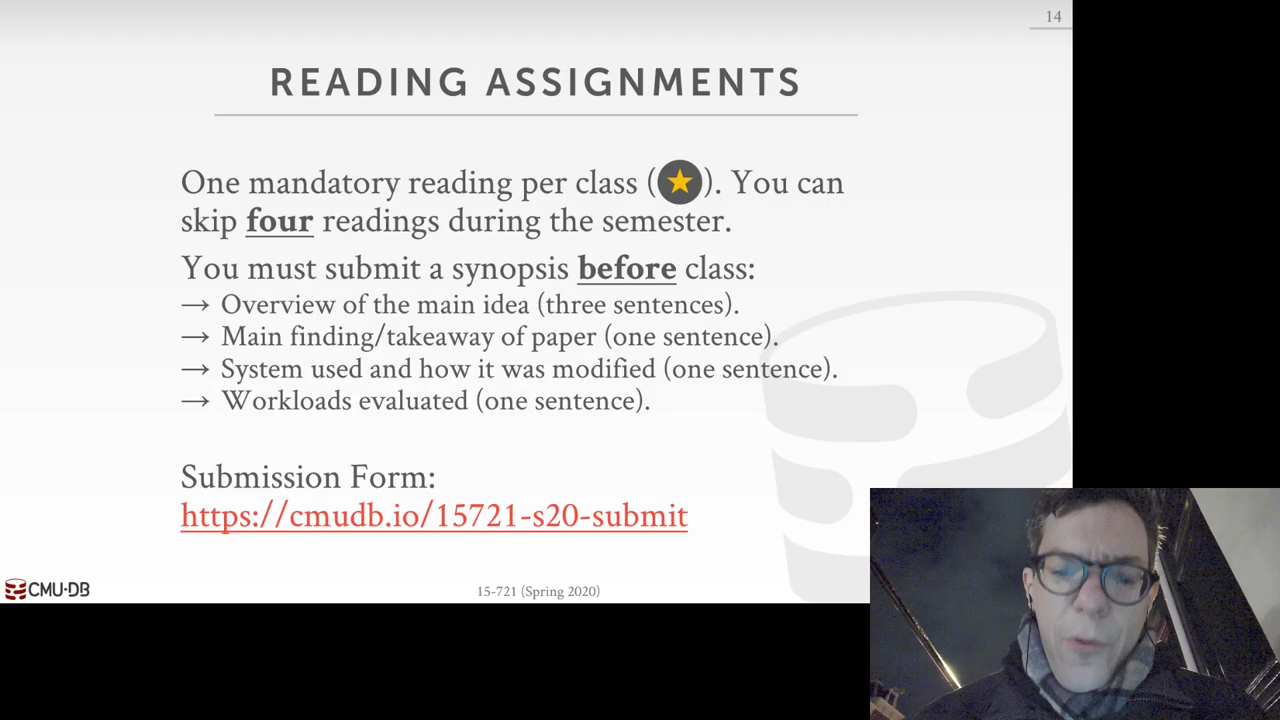 14
READING ASSIGNMENTS
One mandatory reading per class (★). You can
skip four readings during the semester.
You must submit a synopsis before class:
→ Overview of the main idea (three sentences).
→ Main finding/takeaway of paper (one sentence).
→ System used and how it was modified (one sentence).
→ Workloads evaluated (one sentence).
Submission Form:
https://cmudb.io/15721-s20-submit
CMU·DB
15-721 (Spring 2020)